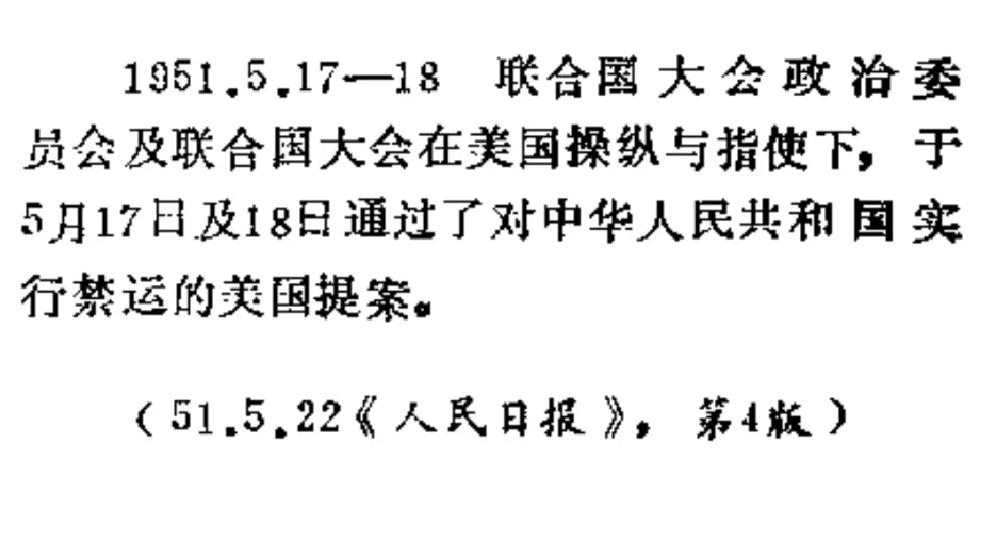 1951.5.17—18 联合国大会政治委
员会及联合国大会在美国操纵与指使下，于
5月17日及18日通过了对中华人民共和国实
行禁运的美国提案。
（51.5.22《人民日报》，第4版）